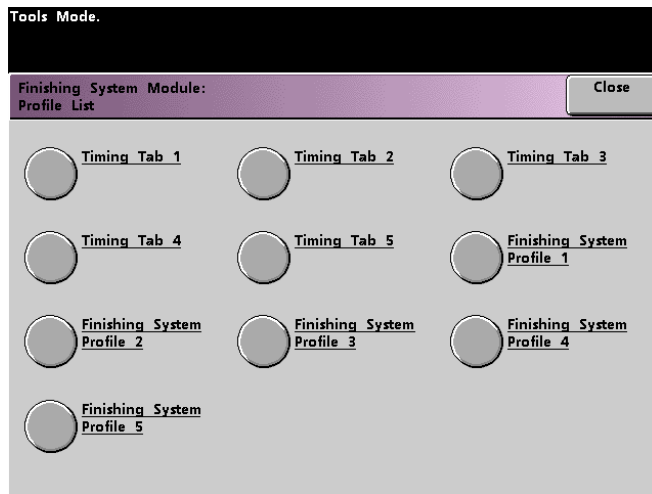 Tools Mode.
Finishing System Module:
Profile List
Close
Timing Tab 1
Timing Tab 2
Timing Tab 3
Timing Tab 4
Timing Tab 5
Finishing System
Profile 1
Finishing System
Profile 2
Finishing System
Profile 3
Finishing System
Profile 4
Finishing System
Profile 5